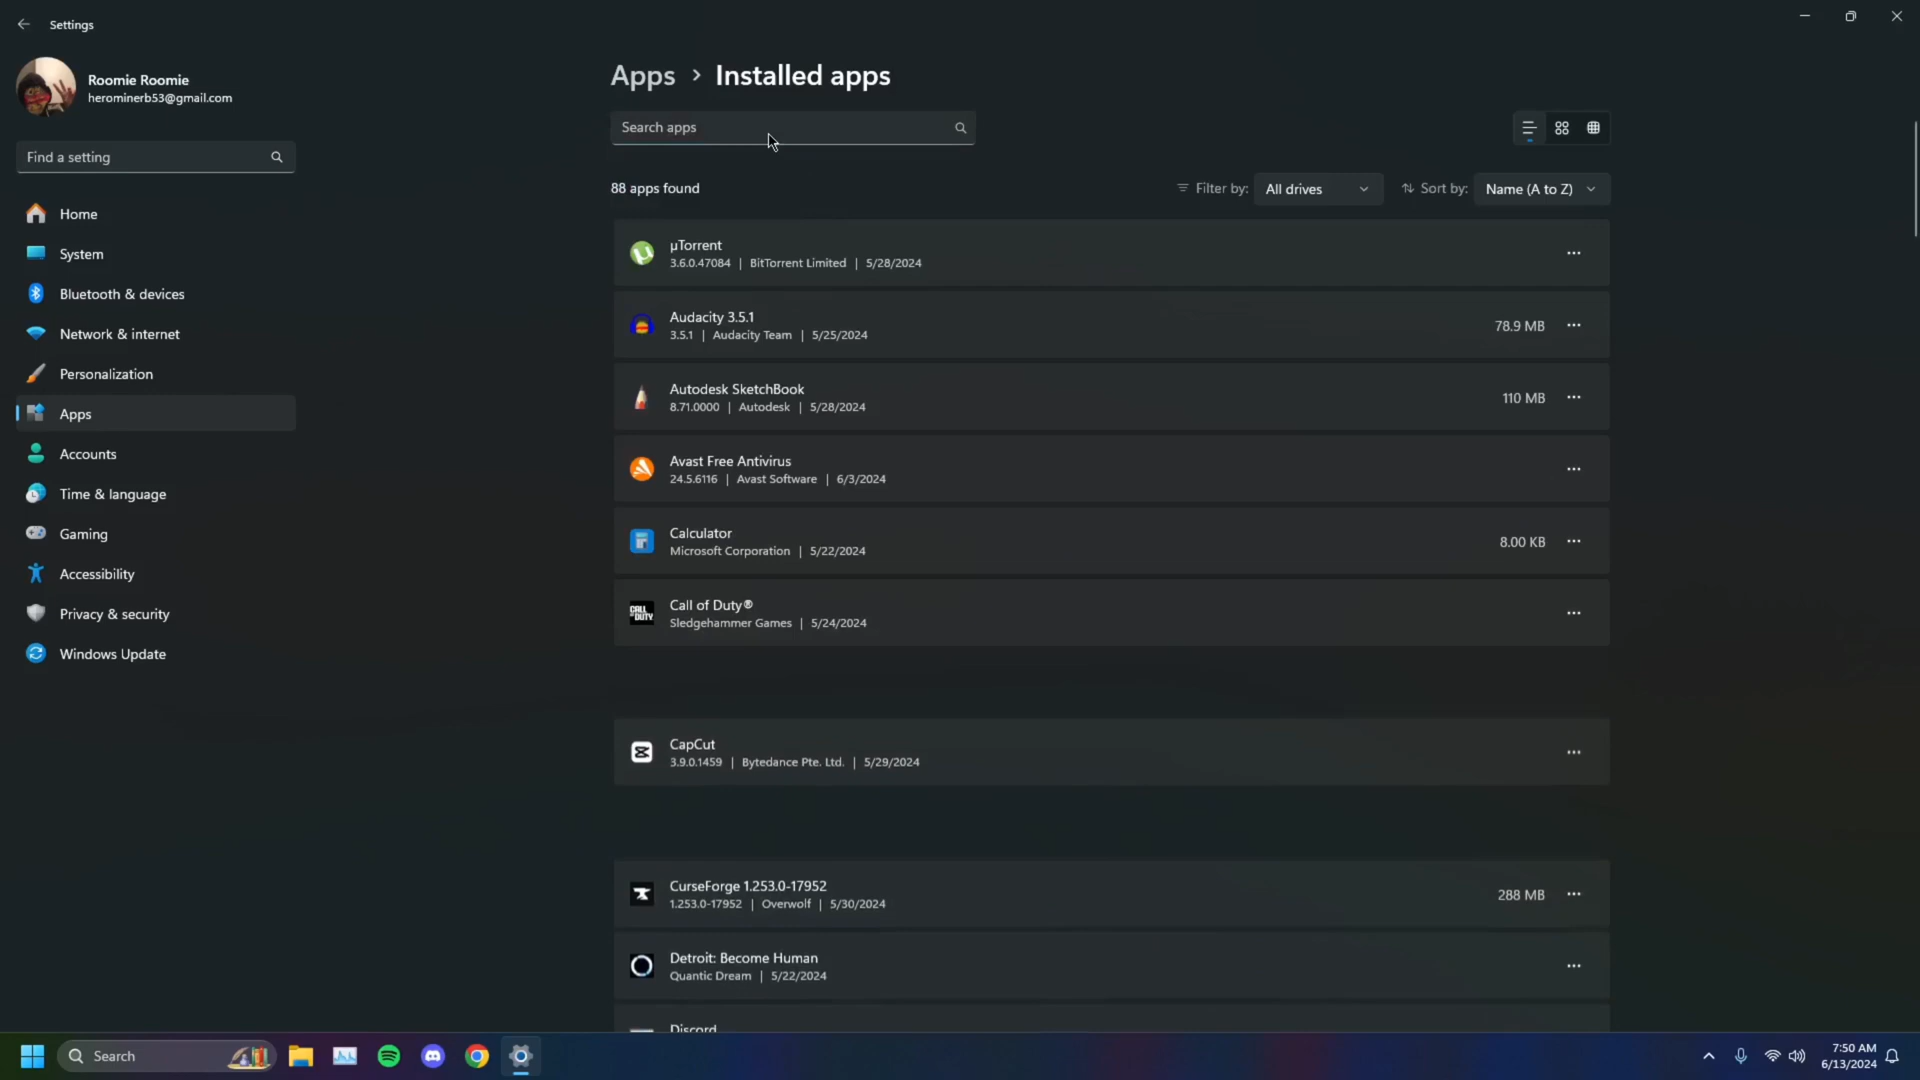 Settings
Roomie Roomie
herominerb53@gmail.com
Find a setting
Home
System
Bluetooth & devices
Network & internet
Personalization
Apps
Accounts
Time & language
Gaming
Accessibility
Privacy & security
Windows Update
Apps > Installed apps
Search apps
88 apps found
Filter by: All drives
Sort by: Name (A to Z)
µTorrent
3.6.0.47084 | BitTorrent Limited | 5/28/2024
Audacity 3.5.1
3.5.1 | Audacity Team | 5/25/2024
78.9 MB
Autodesk SketchBook
8.71.0000 | Autodesk | 5/28/2024
110 MB
Avast Free Antivirus
24.5.6116 | Avast Software | 6/3/2024
Calculator
Microsoft Corporation | 5/22/2024
8.00 KB
CALL OF DUTY
Call of Duty®
Sledgehammer Games | 5/24/2024
CapCut
3.9.0.1459 | Bytedance Pte. Ltd. | 5/29/2024
CurseForge 1.253.0-17952
1.253.0-17952 | Overwolf | 5/30/2024
288 MB
Detroit: Become Human
Quantic Dream | 5/22/2024
Discord
Search
7:50 AM
6/13/2024